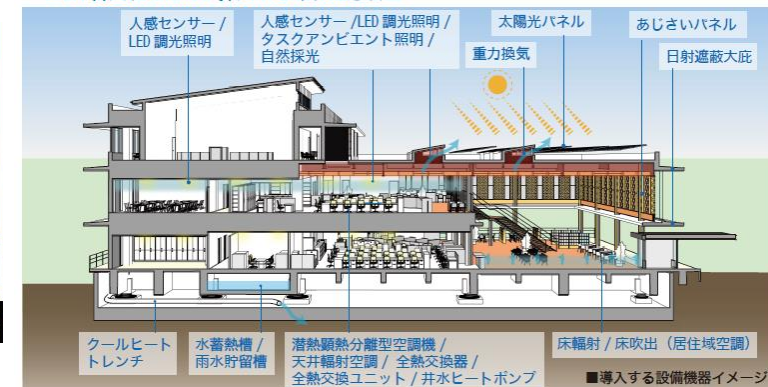 人感センサー /
LED 調光照明
人感センサー /LED 調光照明 /
タスクアンビエント照明 /
自然採光
太陽光パネル
重力換気
あじさいパネル
日射遮蔽大庇
クールヒート
トレンチ
水蓄熱槽 /
雨水貯留槽
潜熱顕熱分離型空調機 /
天井輻射空調 / 全熱交換器 /
全熱交換ユニット / 井水ヒートポンプ
床輻射 / 床吹出（居住域空調）
■導入する設備機器イメージ